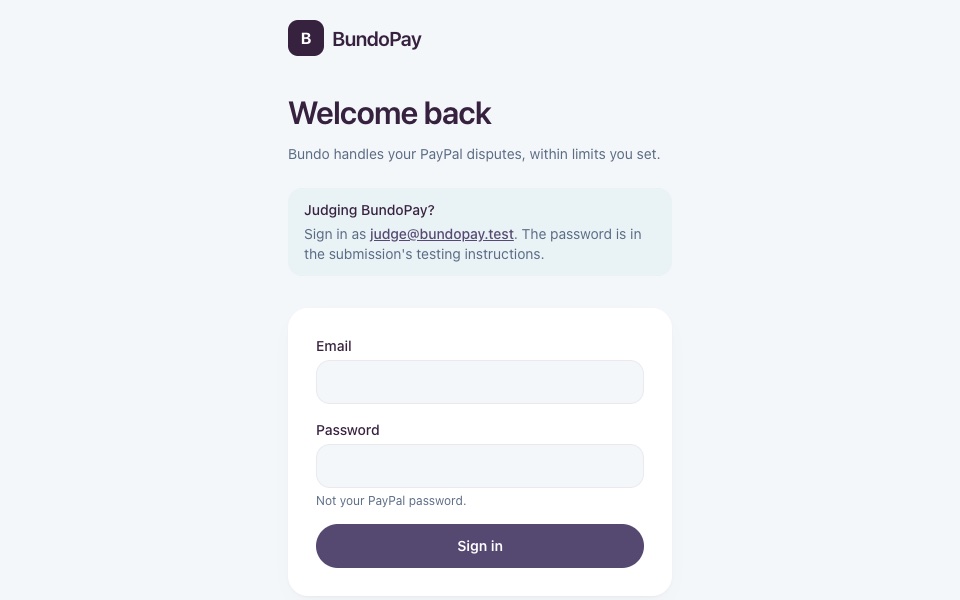 B
BundoPay
Welcome back
Bundo handles your PayPal disputes, within limits you set.
Judging BundoPay?
Sign in as judge@bundopay.test. The password is in
the submission's testing instructions.
Email
Password
Not your PayPal password.
Sign in